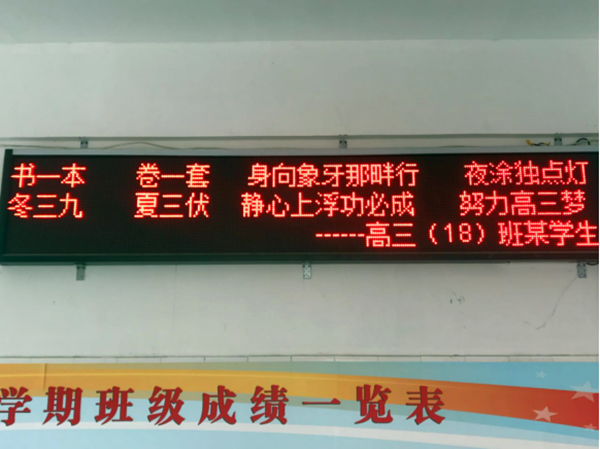 书一本 卷一套 身向象牙那畔行 夜涂独点灯
冬三九 夏三伏 静心上浮功必成 努力高三梦
------高三（18）班某学生
学期班级成绩一览表